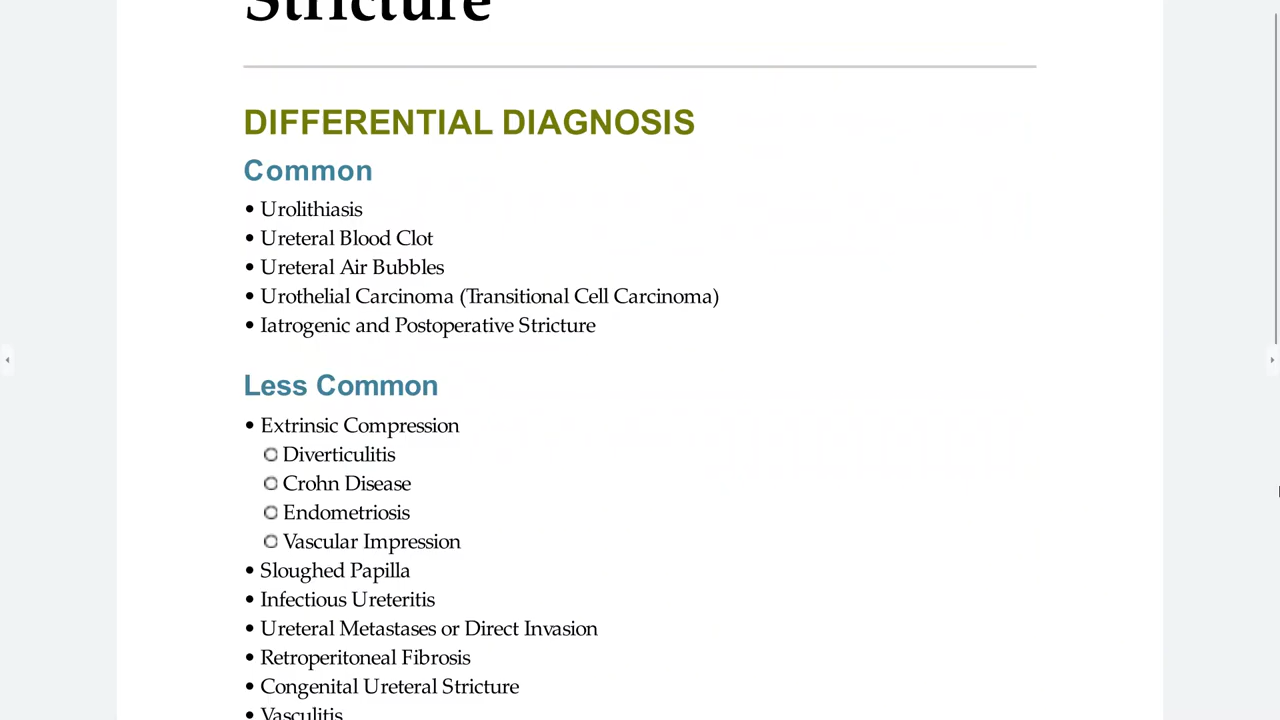 Stricture
DIFFERENTIAL DIAGNOSIS
Common
• Urolithiasis
• Ureteral Blood Clot
• Ureteral Air Bubbles
• Urothelial Carcinoma (Transitional Cell Carcinoma)
• Iatrogenic and Postoperative Stricture
Less Common
• Extrinsic Compression
○ Diverticulitis
○ Crohn Disease
○ Endometriosis
○ Vascular Impression
• Sloughed Papilla
• Infectious Ureteritis
• Ureteral Metastases or Direct Invasion
• Retroperitoneal Fibrosis
• Congenital Ureteral Stricture
• Vasculitis